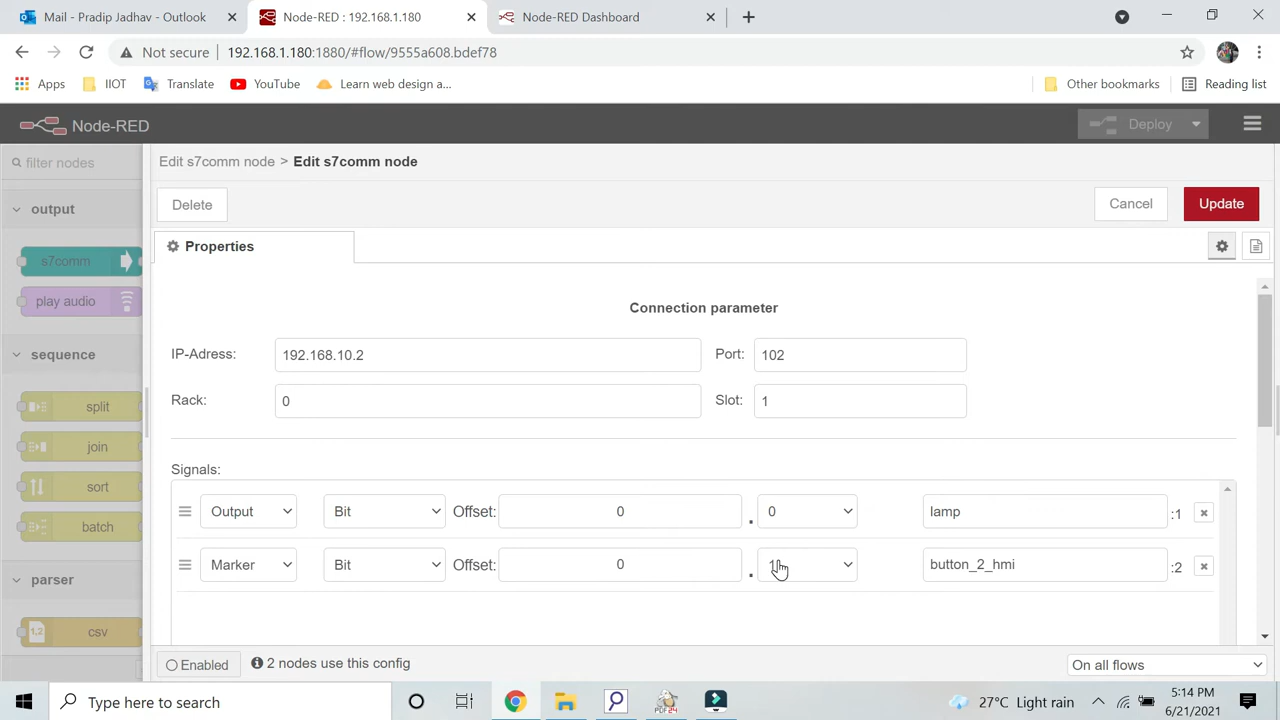 Mail - Pradip Jadhav - Outlook
Node-RED : 192.168.1.180
Node-RED Dashboard
Not secure
192.168.1.180:1880/#flow/9555a608.bdef78
Apps
IIOT
Translate
YouTube
Learn web design a...
Other bookmarks
Reading list
Node-RED
Deploy
filter nodes
Edit s7comm node > Edit s7comm node
Delete
Cancel
Update
output
s7comm
play audio
sequence
split
join
sort
batch
parser
csv
Properties
Connection parameter
IP-Adress: 192.168.10.2 Port: 102
Rack: 0 Slot: 1
Signals:
Output Bit Offset: 0 . 0 lamp :1
Marker Bit Offset: 0 . button_2_hmi :2
Enabled
2 nodes use this config
On all flows
Type here to search
PDF24
27°C Light rain
5:14 PM
6/21/2021